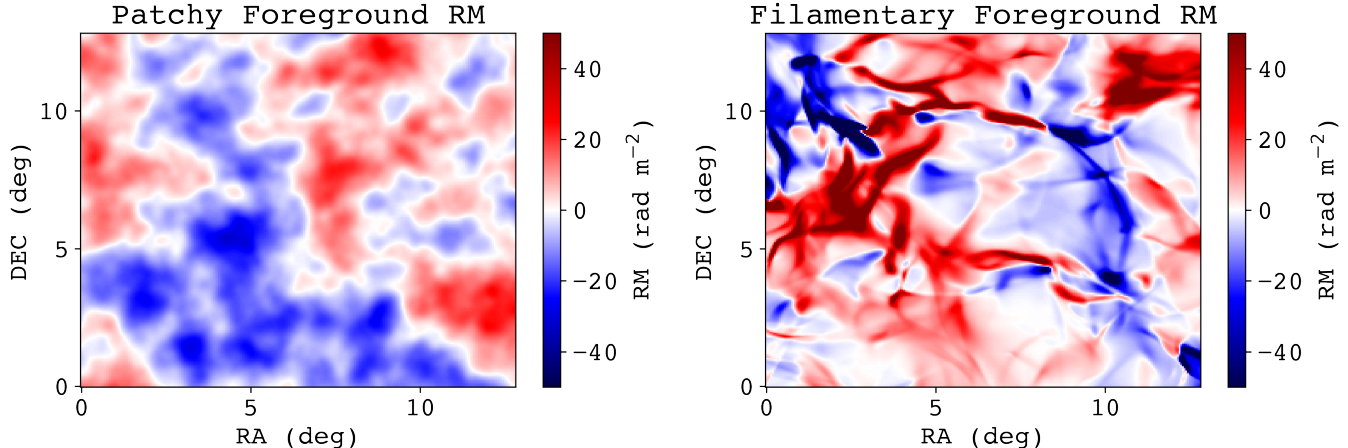 Patchy Foreground RM
10
5
0
0
5
10
DEC (deg)
RA (deg)
40
20
0
−20
−40
RM (rad m−2)
Filamentary Foreground RM
10
5
0
0
5
10
DEC (deg)
RA (deg)
40
20
0
−20
−40
RM (rad m−2)